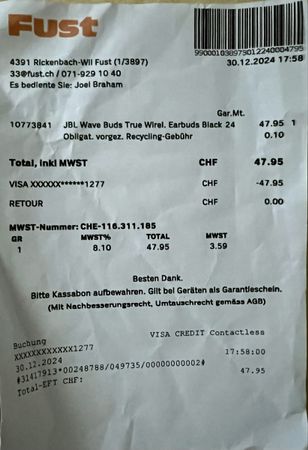 Fust
990001038975012240004795
4391 Rickenbach-Wil Fust (1/3897)
30.12.2024 17:58
33@fust.ch / 071-929 10 40
Es bediente Sie: Joel Braham
Gar.Mt.
10773841 JBL Wave Buds True Wirel. Earbuds Black 24 47.95 1
Obligat. vorgez. Recycling-Gebühr 0.10
Total, inkl MWST CHF 47.95
VISA XXXXXX******1277 CHF -47.95
RETOUR CHF 0.00
MWST-Nummer: CHE-116.311.185
GR MWST% TOTAL MWST
1 8.10 47.95 3.59
Besten Dank.
Bitte Kassabon aufbewahren. Gilt bei Geräten als Garantieschein.
(Mit Nachbesserungsrecht, Umtauschrecht gemäss AGB)
Buchung VISA CREDIT Contactless
XXXXXXXXXXXX1277
30.12.2024 17:58:00
#31417913*00248788/049735/00000000002#
Total-EFT CHF: 47.95